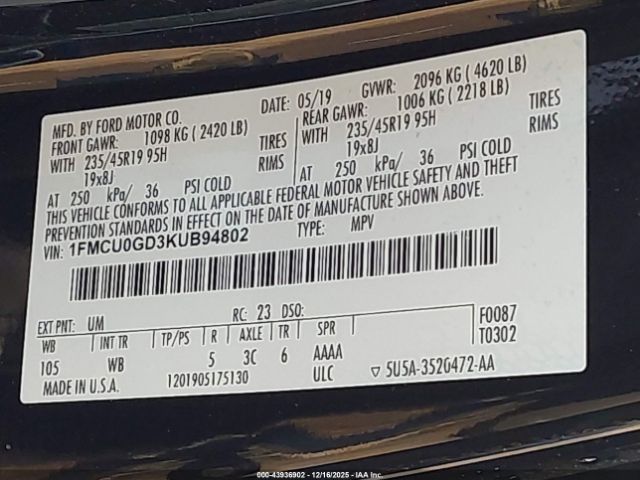 MFD. BY FORD MOTOR CO.
DATE: 05/19 GVWR: 2096 KG ( 4620 LB)
FRONT GAWR: 1098 KG ( 2420 LB) REAR GAWR: 1006 KG ( 2218 LB)
WITH 235/45R19 95H TIRES WITH 235/45R19 95H TIRES
19x8J RIMS 19x8J RIMS
AT 250 kPa/ 36 PSI COLD AT 250 kPa/ 36 PSI COLD
THIS VEHICLE CONFORMS TO ALL APPLICABLE FEDERAL MOTOR VEHICLE SAFETY AND THEFT
PREVENTION STANDARDS IN EFFECT ON THE DATE OF MANUFACTURE SHOWN ABOVE.
VIN: 1FMCU0GD3KUB94802 TYPE: MPV
EXT PNT: UM RC: 23 DSO: F0087
WB INT TR TP/PS R AXLE TR SPR T0302
105 WB 5 3C 6 AAAA
MADE IN U.S.A. 1201905175130 ULC ▽ 5U5A-3520472-AA
000-43936902 - 12/16/2025 - IAA Inc.